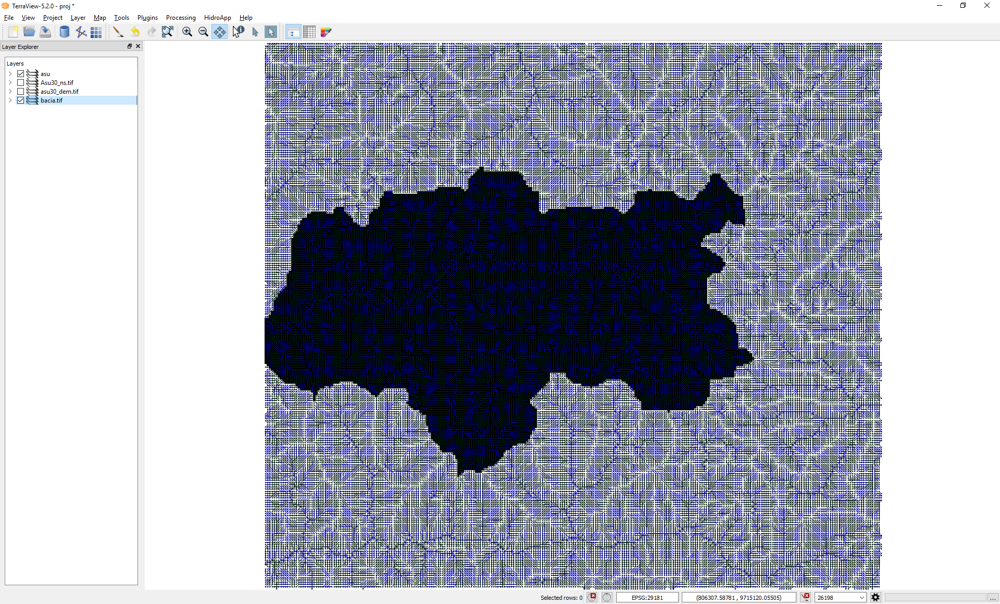 TerraView-5.2.0 - proj *
File View Project Layer Map Tools Plugins Processing HidroApp Help
Layer Explorer
Layers
asu
Asu30_ns.tif
asu30_dem.tif
bacia.tif
Selected rows: 0 EPSG:29181 (806307.58781 , 9715120.05505) 26198 ...